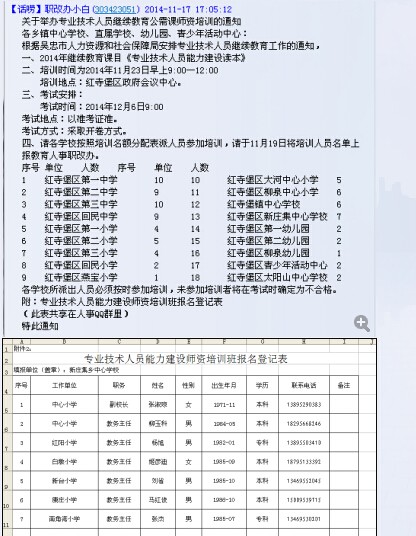 【话唠】职改办小白(303423051) 2014-11-17 17:05:12
关于举办专业技术人员继续教育公需课师资培训的通知
各乡镇中心学校、直属学校、幼儿园、青少年活动中心：
根据吴忠市人力资源和社会保障局安排专业技术人员继续教育工作的通知，
一、2014年继续教育课目《专业技术人员能力建设读本》
二、培训时间为2014年11月23日早上9:00—12:00
培训地点：红寺堡区政府会议中心。
三、考试安排：
考试时间：2014年12月6日9:00
考试地点：以准考证准。
考试方式：采取开卷方式。
四、请各学校按照培训名额分配表派人员参加培训，请于11月19日将培训人员名单上
报教育人事职改办。
序号 单位 人数 序号 单位 人数
1 红寺堡区第一中学 10 10 红寺堡区大河中心小学 5
2 红寺堡区第二中学 9 11 红寺堡区柳泉中心小学 6
3 红寺堡区第三中学 10 12 红寺堡镇中心学校 6
4 红寺堡区回民中学 9 13 红寺堡区新庄集中心学校 7
5 红寺堡区第一小学 4 14 红寺堡区第一幼儿园 2
6 红寺堡区第二小学 5 15 红寺堡区第二幼儿园 2
7 红寺堡区第三小学 4 16 红寺堡区柳泉幼儿园 1
8 红寺堡区回民小学 2 17 红寺堡区青少年活动中心 2
9 红寺堡区燕宝小学 1 18 红寺堡区太阳山中心学校 2
各学校所派出人员必须按时参加培训，未参加培训者将在考试时确定为不合格。
附：专业技术人员能力建设师资培训班报名登记表
（此表共享在人事QQ群里）
特此通知
附件2。
专业技术人员能力建设师资培训班报名登记表
填报单位（盖章）：新庄集乡中心学校
序号 工作单位 职务 姓名 性别 出生年月 学历 联系电话 备注
1 中心小学 副校长 张淑琴 女 1971-11 本科 13895290383
2 中心小学 教务主任 柳玉科 男 1984-05 本科 18295668246
3 红阳小学 教务主任 杨旭 男 1982-01 专科 13895503419
4 白墩小学 教务主任 女 1985-09 本科 18795133392
5 新台小学 教务主任 刘省 男 1985-10 本科 13469552043
6 康庄小学 教务主任 马红俊 男 1986-10 本科 15809539713
7 画角湾小学 教务主任 张杰 男 1985-07 专科 13469530201